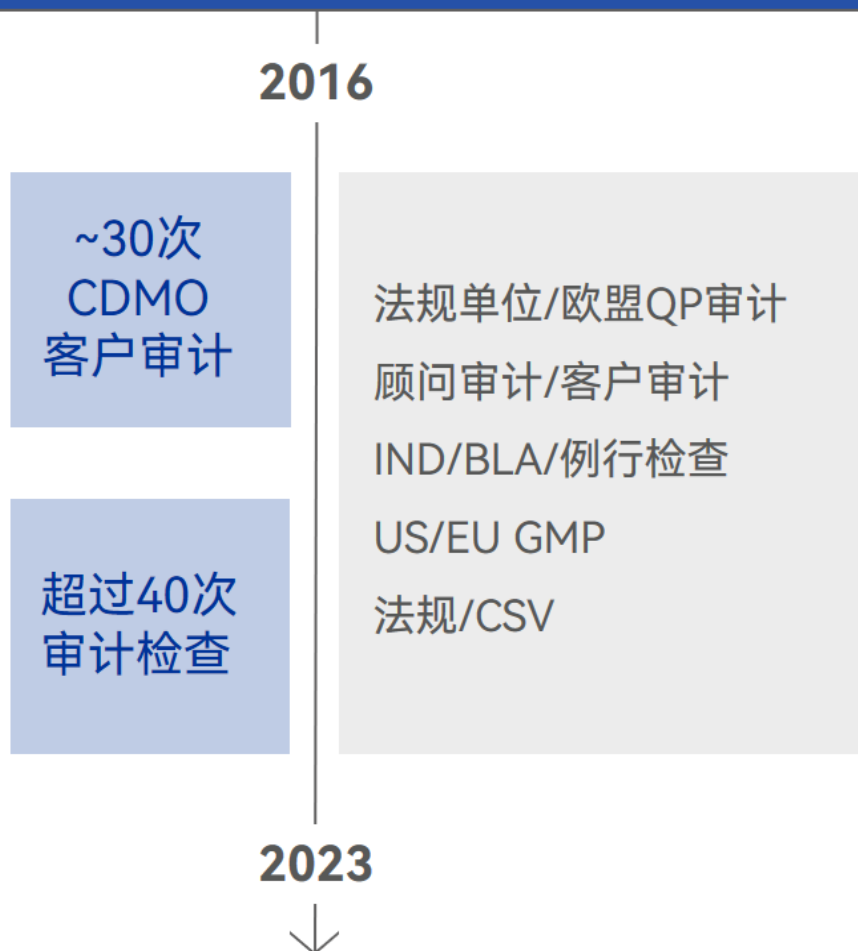 2016
~30次
CDMO
客户审计
超过40次
审计检查
法规单位/欧盟QP审计
顾问审计/客户审计
IND/BLA/例行检查
US/EU GMP
法规/CSV
2023